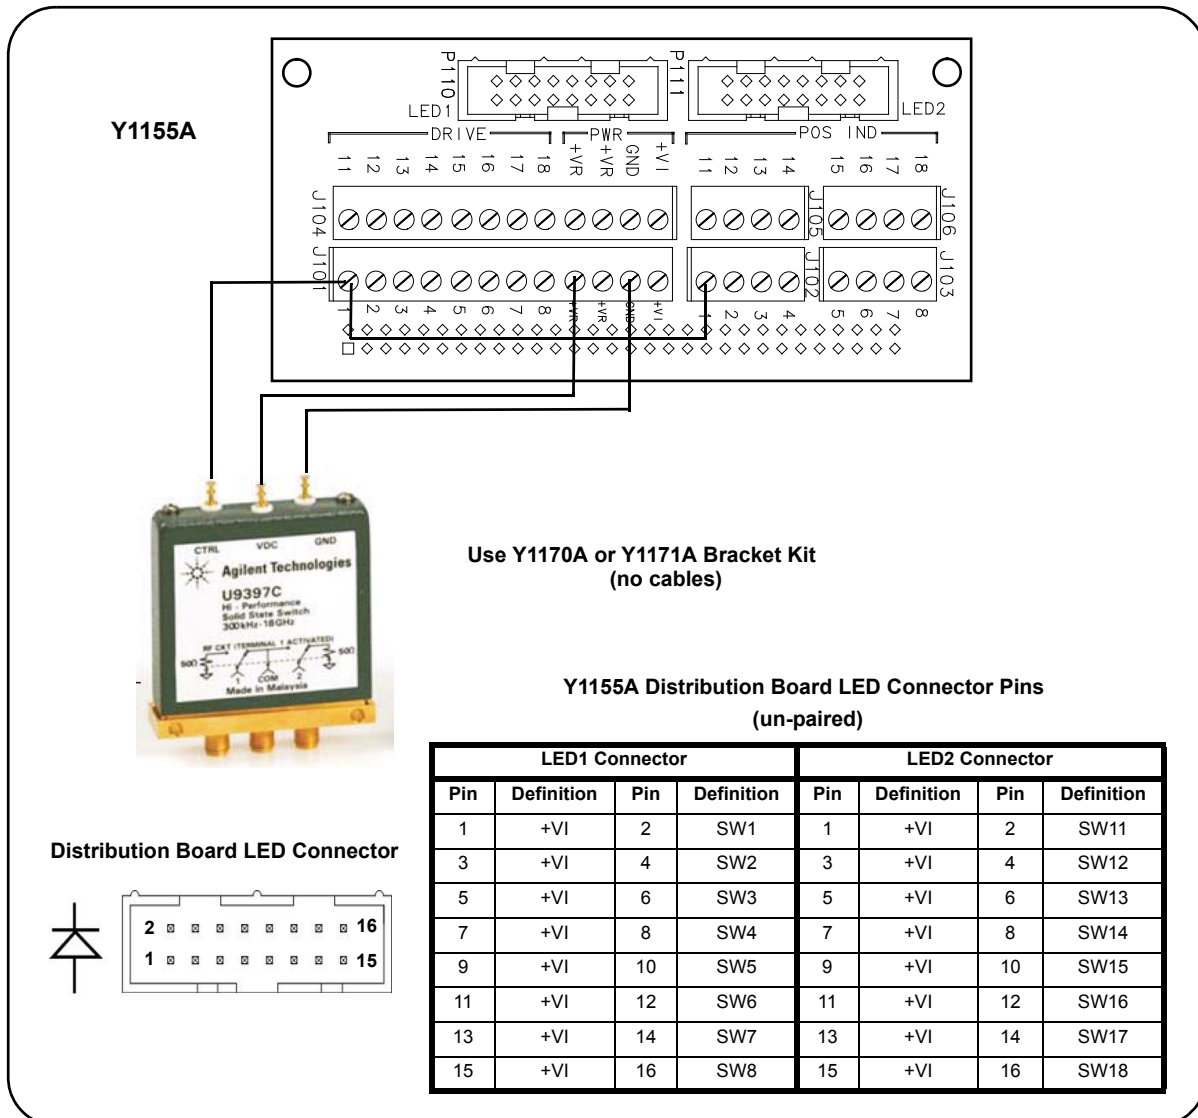 Y1155A
P110
P111
LED1
LED2
DRIVE
PWR
POS IND
11 12 13 14 15 16 17 18 +VR +VR GND +VI 11 12 13 14 15 16 17 18
J104
J105
J106
J101
J102
J103
1 2 3 4 5 6 7 8 +VR +VR GND +VI 1 2 3 4 5 6 7 8
CTRL VDC GND
Agilent Technologies
U9397C
Hi - Performance
Solid State Switch
300kHz-18GHz
RF CKT (TERMINAL 1 ACTIVATED)
50Ω 50Ω
1 COM 2
Made in Malaysia
Use Y1170A or Y1171A Bracket Kit
(no cables)
Y1155A Distribution Board LED Connector Pins
(un-paired)
LED1 Connector LED2 Connector
Pin Definition Pin Definition Pin Definition Pin Definition
1 +VI 2 SW1 1 +VI 2 SW11
3 +VI 4 SW2 3 +VI 4 SW12
5 +VI 6 SW3 5 +VI 6 SW13
7 +VI 8 SW4 7 +VI 8 SW14
9 +VI 10 SW5 9 +VI 10 SW15
11 +VI 12 SW6 11 +VI 12 SW16
13 +VI 14 SW7 13 +VI 14 SW17
15 +VI 16 SW8 15 +VI 16 SW18
Distribution Board LED Connector
2 16
1 15